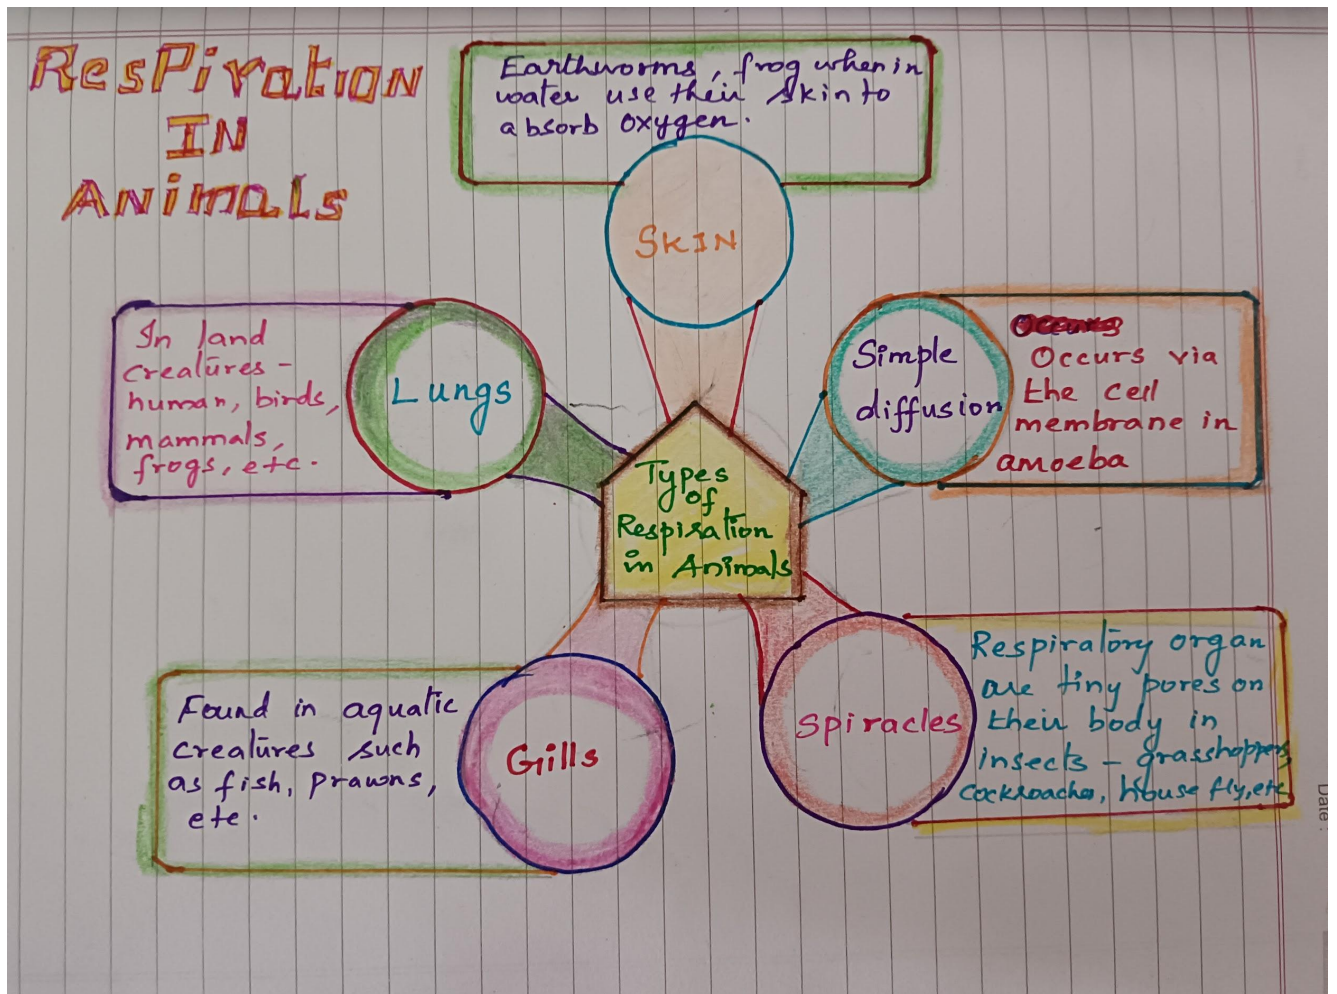 ResPiration
IN
Animals
Earthworms, frog when in
water use their skin to
absorb oxygen.
SKIN
In land
creatures -
human, birds,
mammals,
frogs, etc.
Lungs
Simple
diffusion
Occurs
Occurs via
the cell
membrane in
amoeba
Types
of
Respiration
in Animals
Found in aquatic
creatures such
as fish, prawns,
etc.
Gills
Spiracles
Respiratory organ
are tiny pores on
their body in
insects - grasshoppers,
cockroaches, house fly, etc
Date :